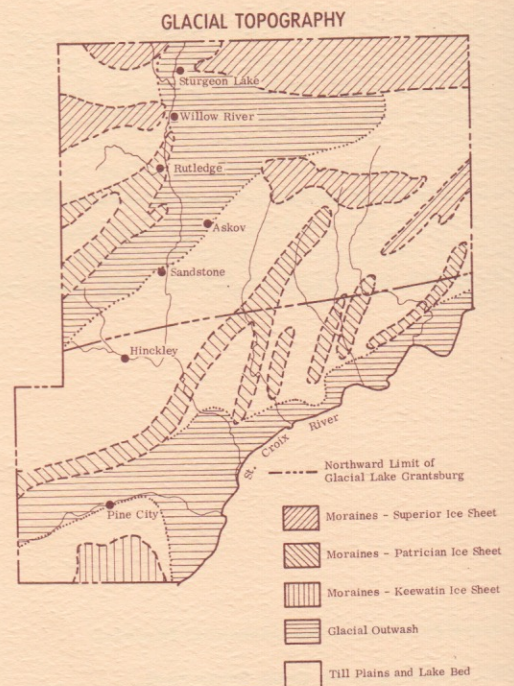 GLACIAL TOPOGRAPHY
Sturgeon Lake
Willow River
Rutledge
Askov
Sandstone
Hinckley
St. Croix River
Pine City
Northward Limit of
Glacial Lake Grantsburg
Moraines - Superior Ice Sheet
Moraines - Patrician Ice Sheet
Moraines - Keewatin Ice Sheet
Glacial Outwash
Till Plains and Lake Bed